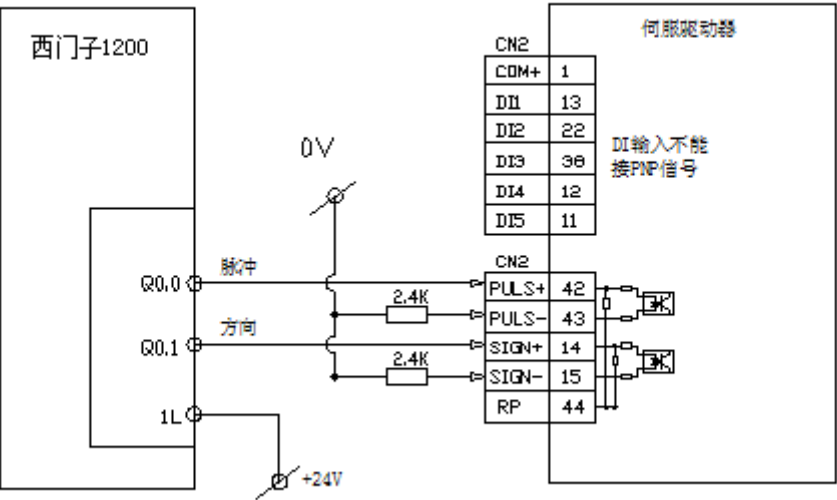 西门子1200
伺服驱动器
CN2
COM+ 1
DI1 13
DI2 22
DI3 30
DI4 12
DI5 11
DI输入不能
接PNP信号
0V
CN2
Q0.0 脉冲
2.4K
PULS+ 42
PULS- 43
Q0.1 方向
2.4K
SIGN+ 14
SIGN- 15
RP 44
1L
+24V